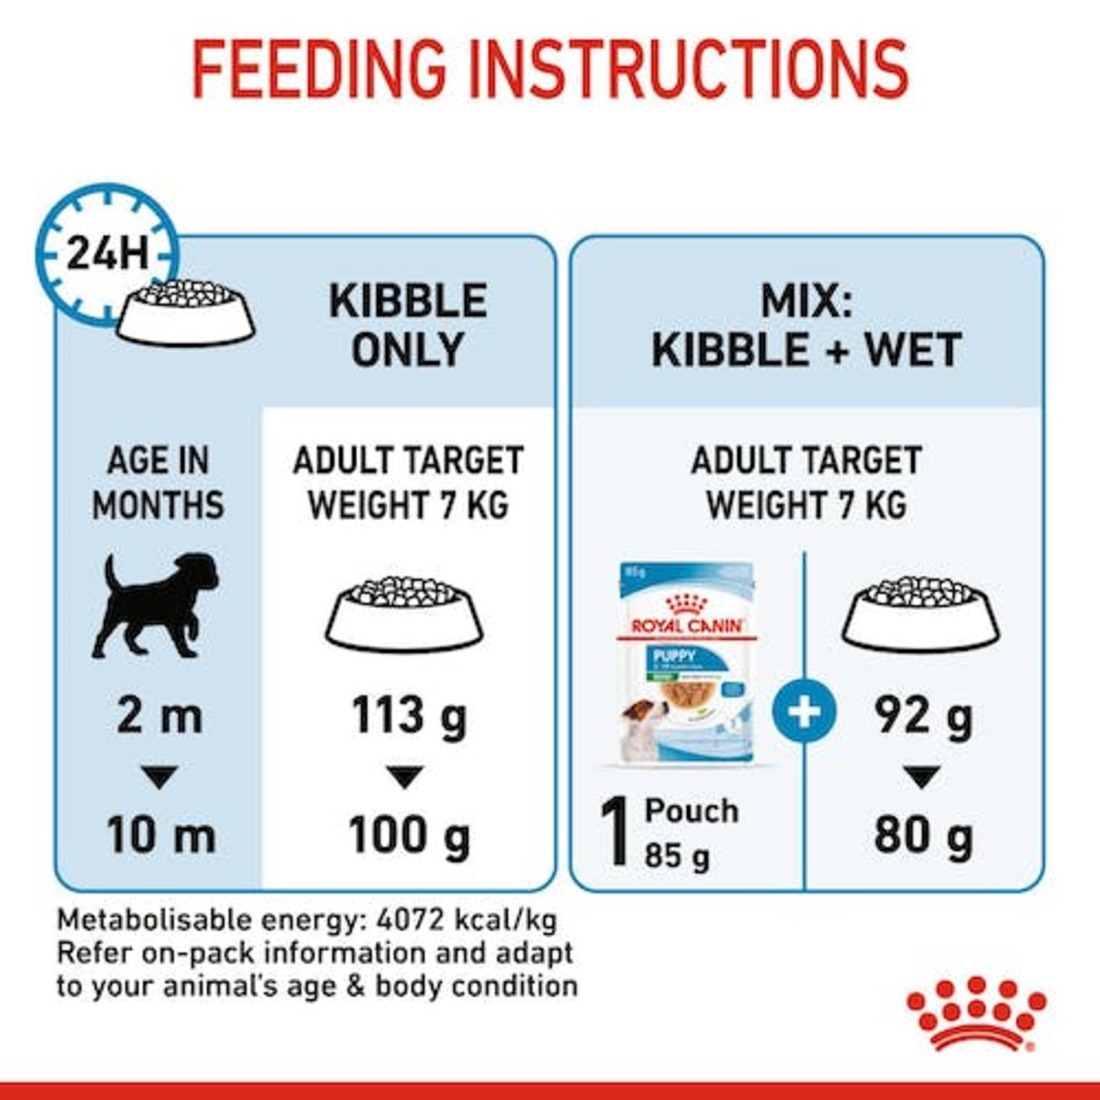 FEEDING INSTRUCTIONS
24H
KIBBLE
ONLY
MIX:
KIBBLE + WET
AGE IN
MONTHS
ADULT TARGET
WEIGHT 7 KG
ADULT TARGET
WEIGHT 7 KG
85g
ROYAL CANIN
PUPPY
+
2 m
113 g
92 g
10 m
100 g
1 Pouch
85 g
80 g
Metabolisable energy: 4072 kcal/kg
Refer on-pack information and adapt
to your animal's age & body condition